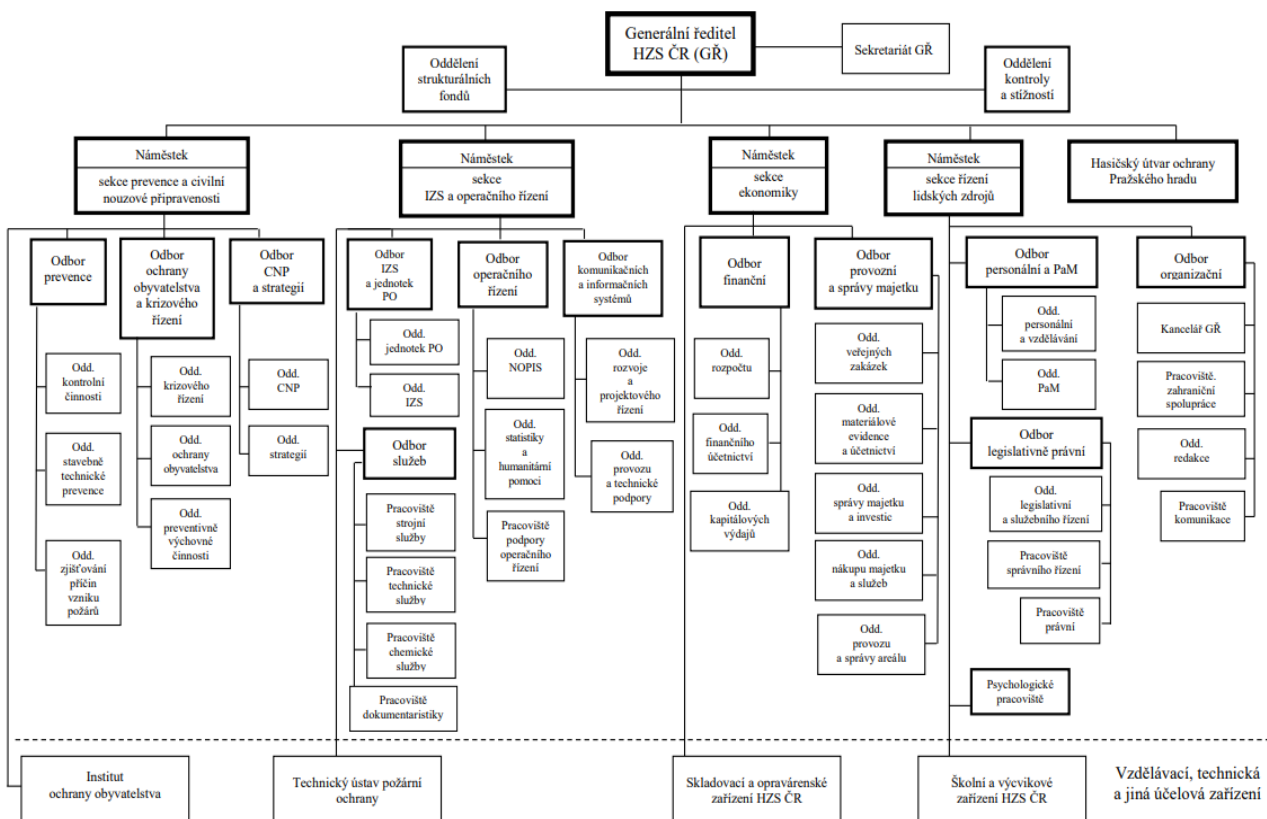 Generální ředitel
HZS ČR (GŘ)
Sekretariát GŘ
Oddělení
strukturálních
fondů
Oddělení
kontroly
a stížností
Náměstek
sekce prevence a civilní
nouzové připravenosti
Náměstek
sekce
IZS a operačního řízení
Náměstek
sekce
ekonomiky
Náměstek
sekce řízení
lidských zdrojů
Hasičský útvar ochrany
Pražského hradu
Odbor
prevence
Odbor
ochrany
obyvatelstva
a krizového
řízení
Odbor
CNP
a strategií
Odbor
IZS
a jednotek
PO
Odbor
operačního
řízení
Odbor
komunikačních
a informačních
systémů
Odbor
finanční
Odbor
provozní
a správy majetku
Odbor
personální a PaM
Odbor
organizační
Odd.
kontrolní
činnosti
Odd.
stavebně
technické
prevence
Odd.
zjišťování
příčin
vzniku
požárů
Odd.
krizového
řízení
Odd.
ochrany
obyvatelstva
Odd.
preventivně
výchovné
činnosti
Odd.
CNP
Odd.
strategií
Odd.
jednotek PO
Odd.
IZS
Odbor
služeb
Pracoviště
strojní
služby
Pracoviště
technické
služby
Pracoviště
chemické
služby
Pracoviště
dokumentaristiky
Odd.
NOPIS
Odd.
statistiky
a
humanitární
pomoci
Pracoviště
podpory
operačního
řízení
Odd.
rozvoje
a
projektového
řízení
Odd.
provozu
a technické
podpory
Odd.
rozpočtu
Odd.
finančního
účetnictví
Odd.
kapitálových
výdajů
Odd.
veřejných
zakázek
Odd.
materiálové
evidence
a účetnictví
Odd.
správy majetku
a investic
Odd.
nákupu majetku
a služeb
Odd.
provozu
a správy areálu
Odd.
personální
a vzdělávání
Odd.
PaM
Odbor
legislativně právní
Odd.
legislativní
a služebního řízení
Pracoviště
správního řízení
Pracoviště
právní
Psychologické
pracoviště
Kancelář GŘ
Pracoviště.
zahraniční
spolupráce
Odd.
redakce
Pracoviště
komunikace
Institut
ochrany obyvatelstva
Technický ústav požární
ochrany
Skladovací a opravárenské
zařízení HZS ČR
Školní a výcvikové
zařízení HZS ČR
Vzdělávací, technická
a jiná účelová zařízení